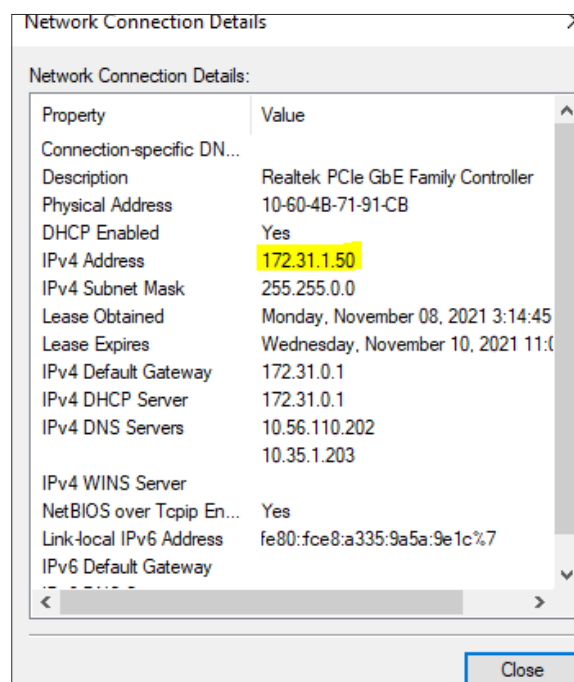 Network Connection Details
Network Connection Details:
Property Value
Connection-specific DN...
Description Realtek PCIe GbE Family Controller
Physical Address 10-60-4B-71-91-CB
DHCP Enabled Yes
IPv4 Address 172.31.1.50
IPv4 Subnet Mask 255.255.0.0
Lease Obtained Monday, November 08, 2021 3:14:45
Lease Expires Wednesday, November 10, 2021
IPv4 Default Gateway 172.31.0.1
IPv4 DHCP Server 172.31.0.1
IPv4 DNS Servers 10.56.110.202
10.35.1.203
IPv4 WINS Server
NetBIOS over Tcpip En... Yes
Link-local IPv6 Address fe80::fce8:a335:9a5a:9e1c%7
IPv6 Default Gateway
Close